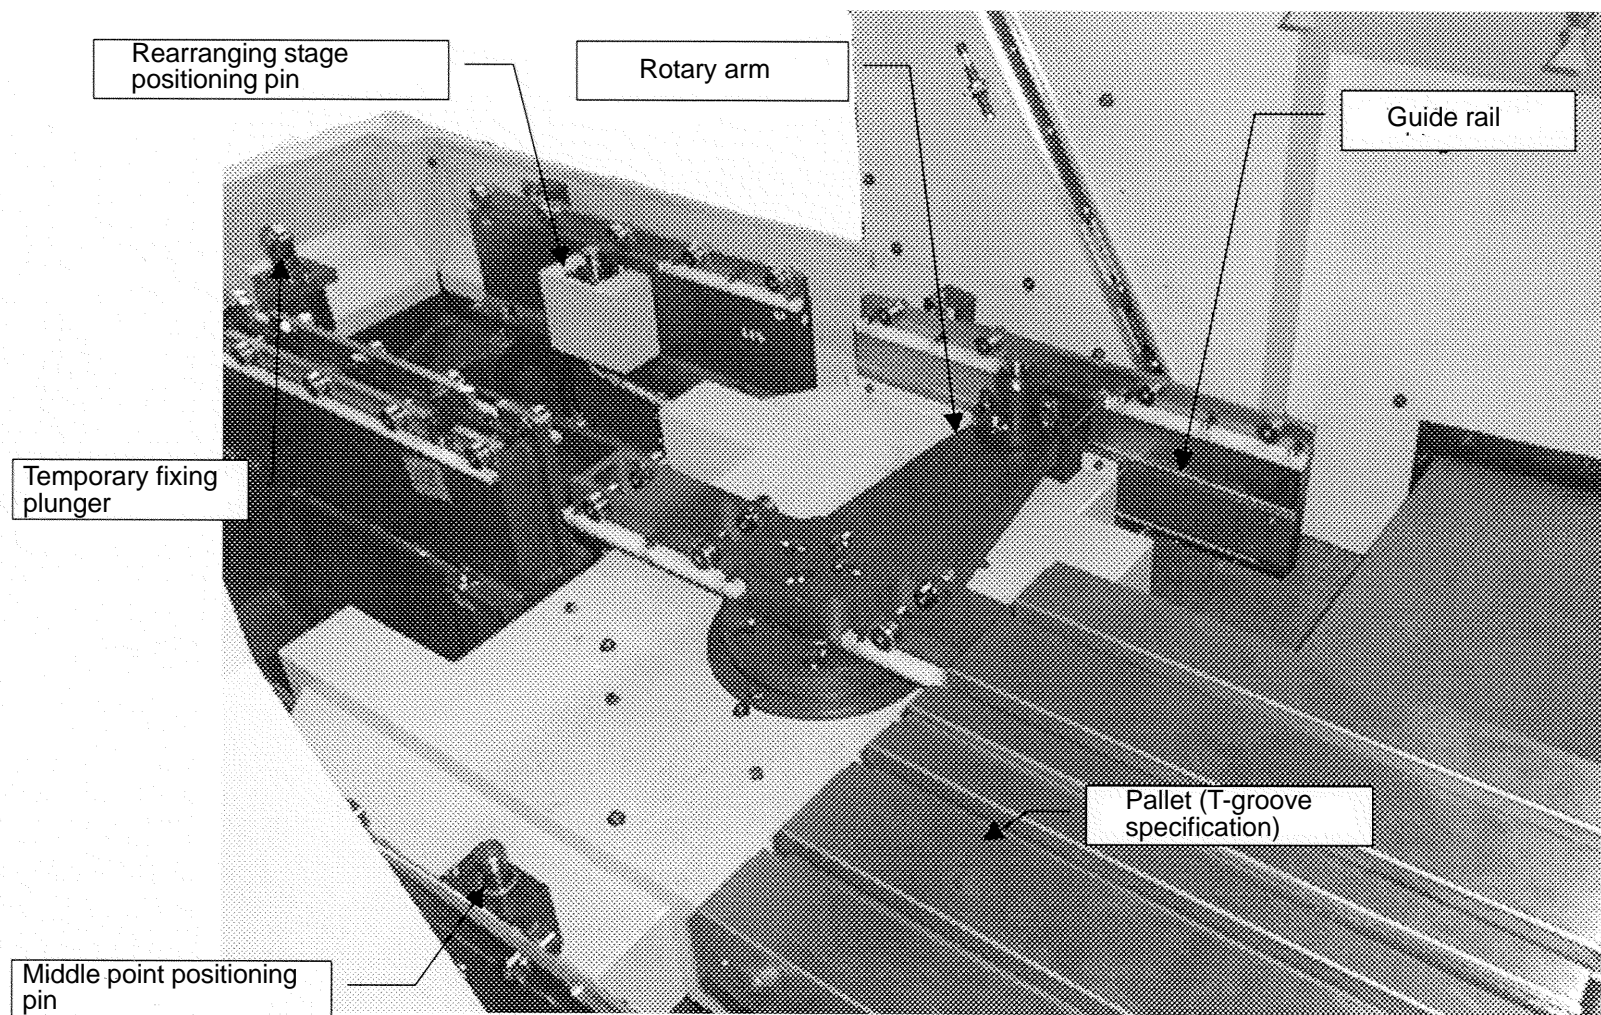 Rearranging stage
positioning pin
Rotary arm
Guide rail
Temporary fixing
plunger
Pallet (T-groove
specification)
Middle point positioning
pin